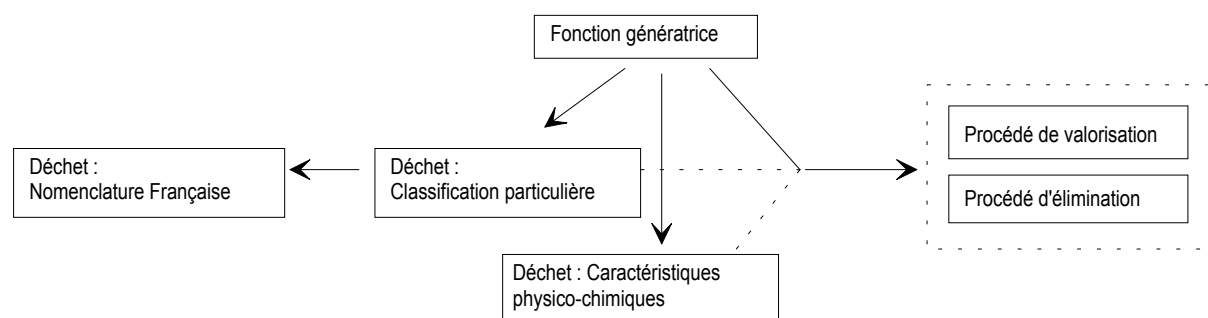 Fonction génératrice
Procédé de valorisation
Déchet :
Nomenclature Française
Déchet :
Classification particulière
Procédé d'élimination
Déchet : Caractéristiques
physico-chimiques